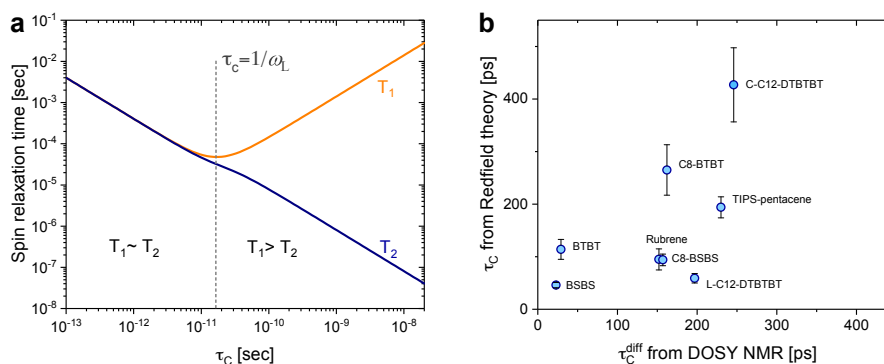 a
Spin relaxation time [sec]
10⁻¹
10⁻²
10⁻³
10⁻⁴
10⁻⁵
10⁻⁶
10⁻⁷
10⁻⁸
τC=1/ωL
T₁
T₂
T₁~ T₂
T₁> T₂
10⁻¹³
10⁻¹²
10⁻¹¹
10⁻¹⁰
10⁻⁹
10⁻⁸
τC [sec]
b
τC from Redfield theory [ps]
400
200
0
C-C12-DTBTBT
C8-BTBT
TIPS-pentacene
BTBT
Rubrene
C8-BSBS
BSBS
L-C12-DTBTBT
0
100
200
300
400
τC^diff from DOSY NMR [ps]